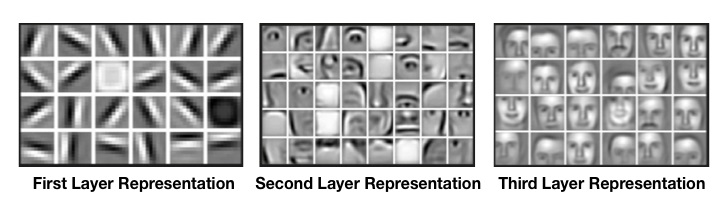 First Layer Representation
Second Layer Representation
Third Layer Representation